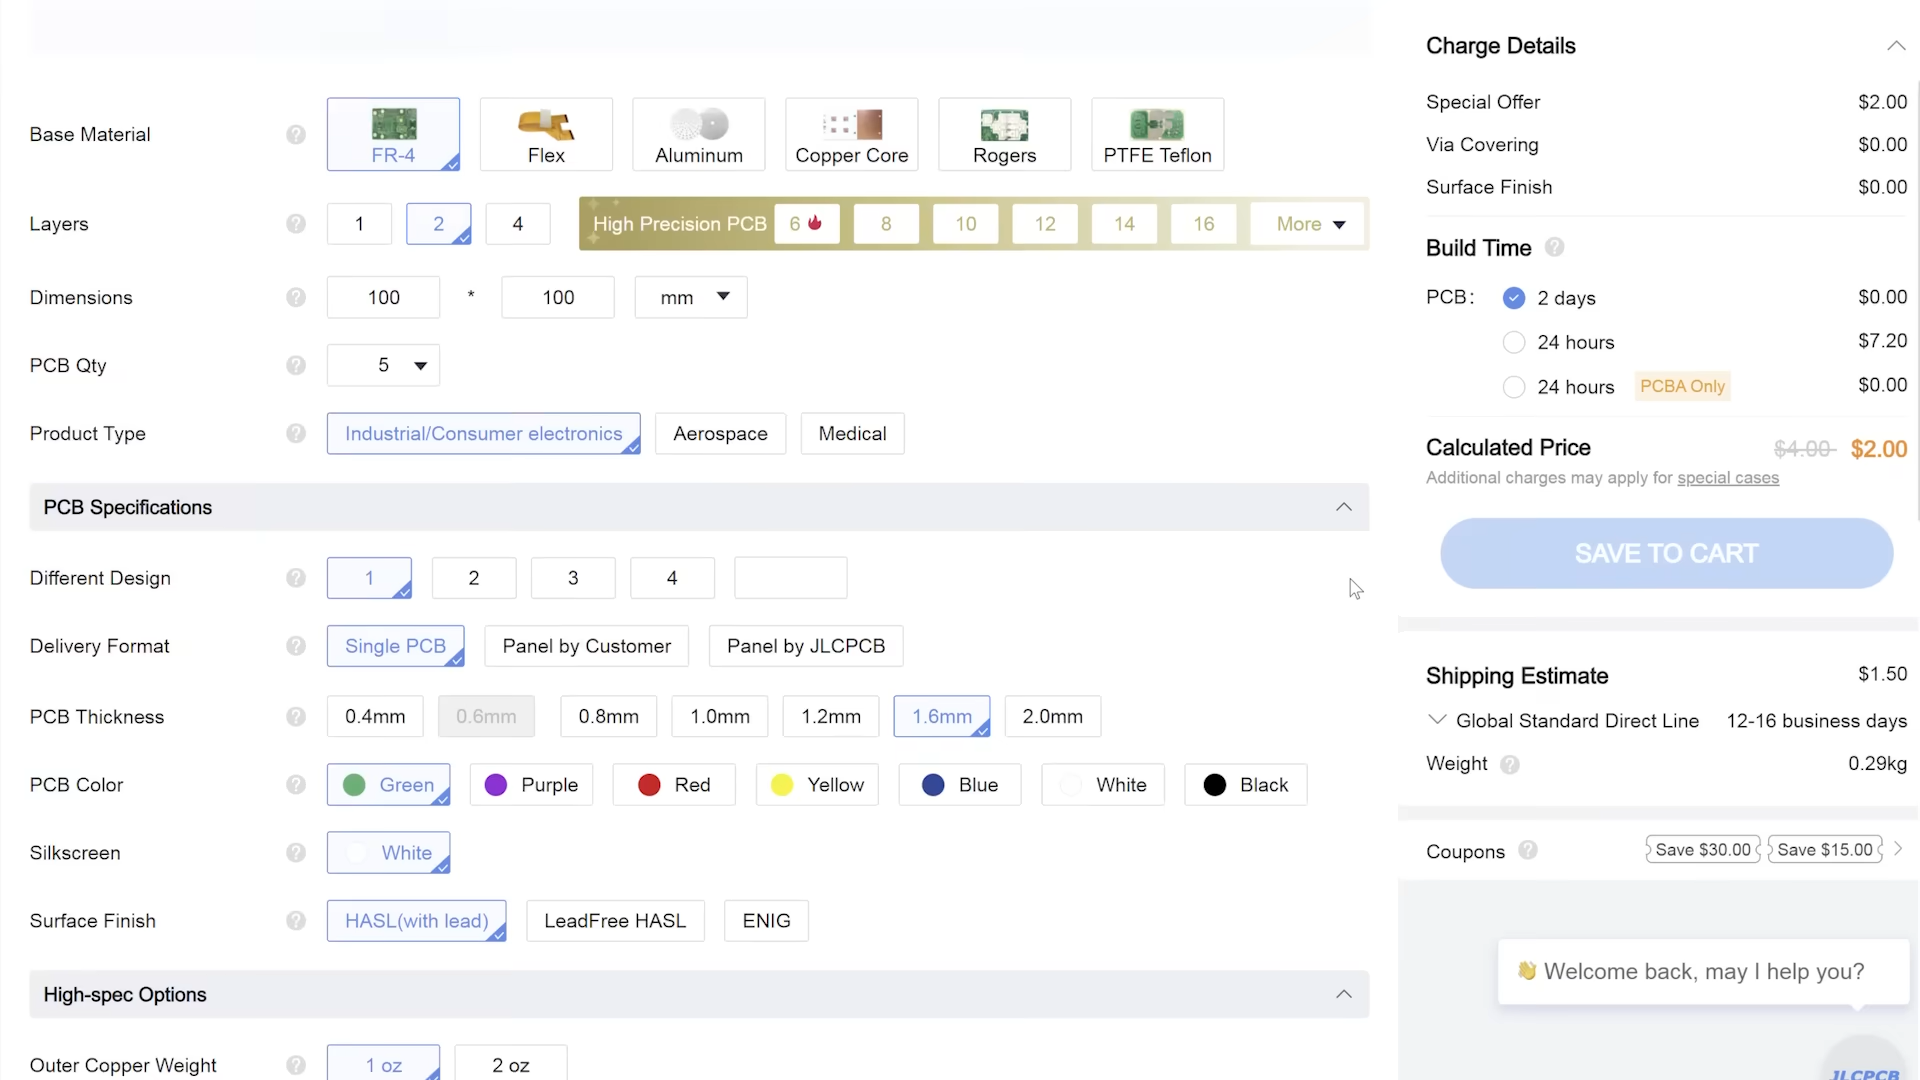 Base Material ? FR-4 Flex Aluminum Copper Core Rogers PTFE Teflon
Layers ? 1 2 4 High Precision PCB 6 8 10 12 14 16 More
Dimensions ? 100 * 100 mm
PCB Qty ? 5
Product Type ? Industrial/Consumer electronics Aerospace Medical
PCB Specifications
Different Design ? 1 2 3 4
Delivery Format ? Single PCB Panel by Customer Panel by JLCPCB
PCB Thickness ? 0.4mm 0.6mm 0.8mm 1.0mm 1.2mm 1.6mm 2.0mm
PCB Color ? Green Purple Red Yellow Blue White Black
Silkscreen ? White
Surface Finish ? HASL(with lead) LeadFree HASL ENIG
High-spec Options
Outer Copper Weight ? 1 oz 2 oz
Charge Details
Special Offer $2.00
Via Covering $0.00
Surface Finish $0.00
Build Time ?
PCB: 2 days $0.00
24 hours $7.20
24 hours PCBA Only $0.00
Calculated Price $4.00 $2.00
Additional charges may apply for special cases
SAVE TO CART
Shipping Estimate $1.50
Global Standard Direct Line 12-16 business days
Weight ? 0.29kg
Coupons ? Save $30.00 Save $15.00
👋 Welcome back, may I help you?
JLCPCB